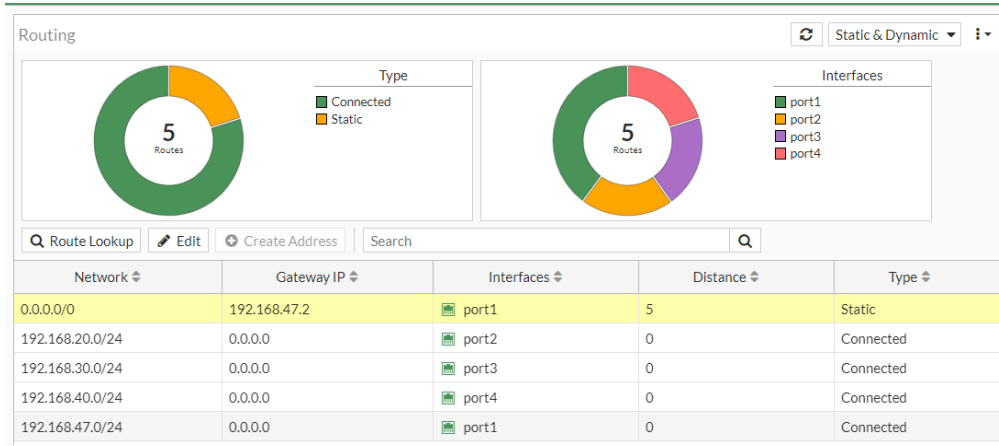 Routing
Static & Dynamic
Type
Connected
Static
5
Routes
Interfaces
port1
port2
port3
port4
5
Routes
Route Lookup Edit Create Address Search
Network Gateway IP Interfaces Distance Type
0.0.0.0/0 192.168.47.2 port1 5 Static
192.168.20.0/24 0.0.0.0 port2 0 Connected
192.168.30.0/24 0.0.0.0 port3 0 Connected
192.168.40.0/24 0.0.0.0 port4 0 Connected
192.168.47.0/24 0.0.0.0 port1 0 Connected